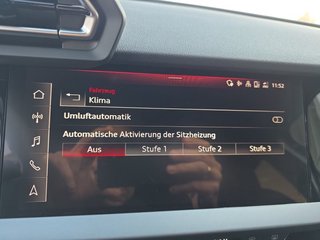 Fahrzeug
11:52
Klima
Umluftautomatik
Automatische Aktivierung der Sitzheizung
Aus Stufe 1 Stufe 2 Stufe 3